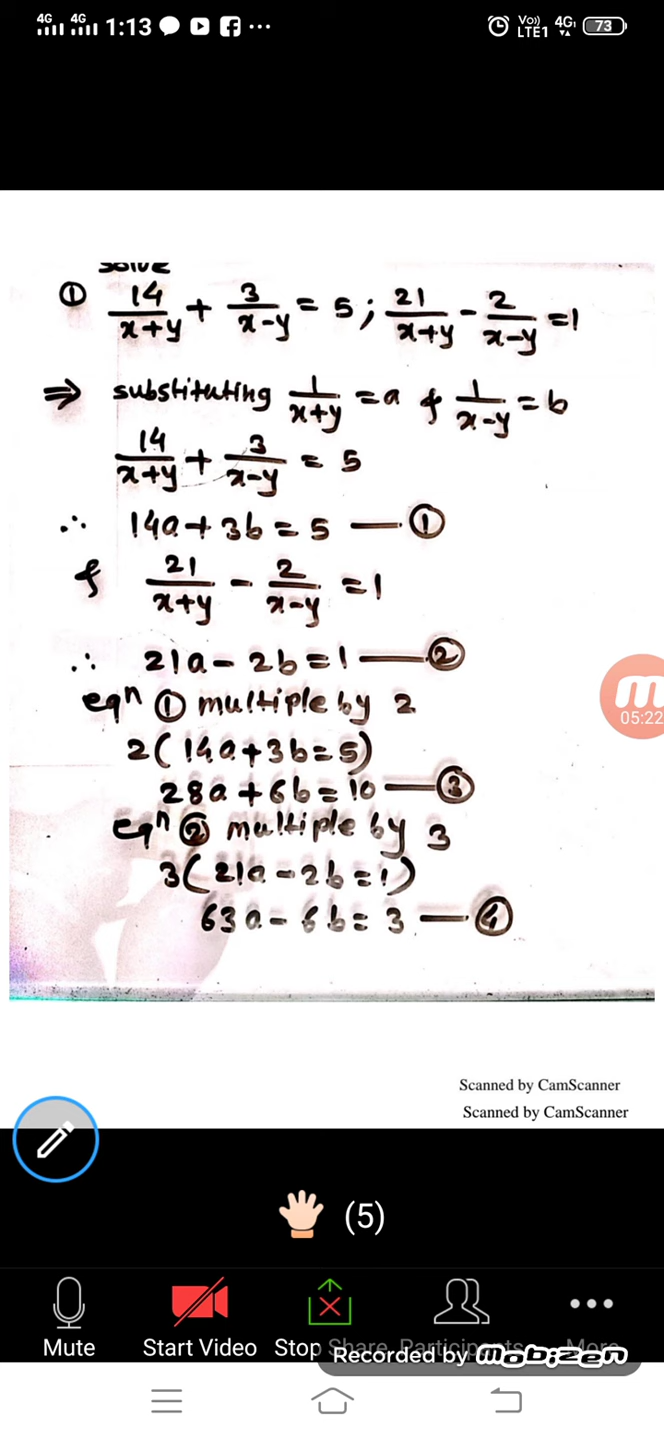 4G 4G 1:13 ... Vo)) LTE1 4G 73
SOLVE
① 14/x+y + 3/x-y = 5; 21/x+y - 2/x-y = 1
⇒ substituting 1/x+y = a & 1/x-y = b
14/x+y + 3/x-y = 5
∴ 14a + 3b = 5 — ①
& 21/x+y - 2/x-y = 1
∴ 21a - 2b = 1 — ②
eqⁿ ① multiple by 2
2(14a + 3b = 5)
28a + 6b = 10 — ③
eqⁿ ② multiple by 3
3(21a - 2b = 1)
63a - 6b = 3 — ④
05:22
Scanned by CamScanner
Scanned by CamScanner
(5)
Mute Start Video Stop Share Participants More
Recorded by mobizen